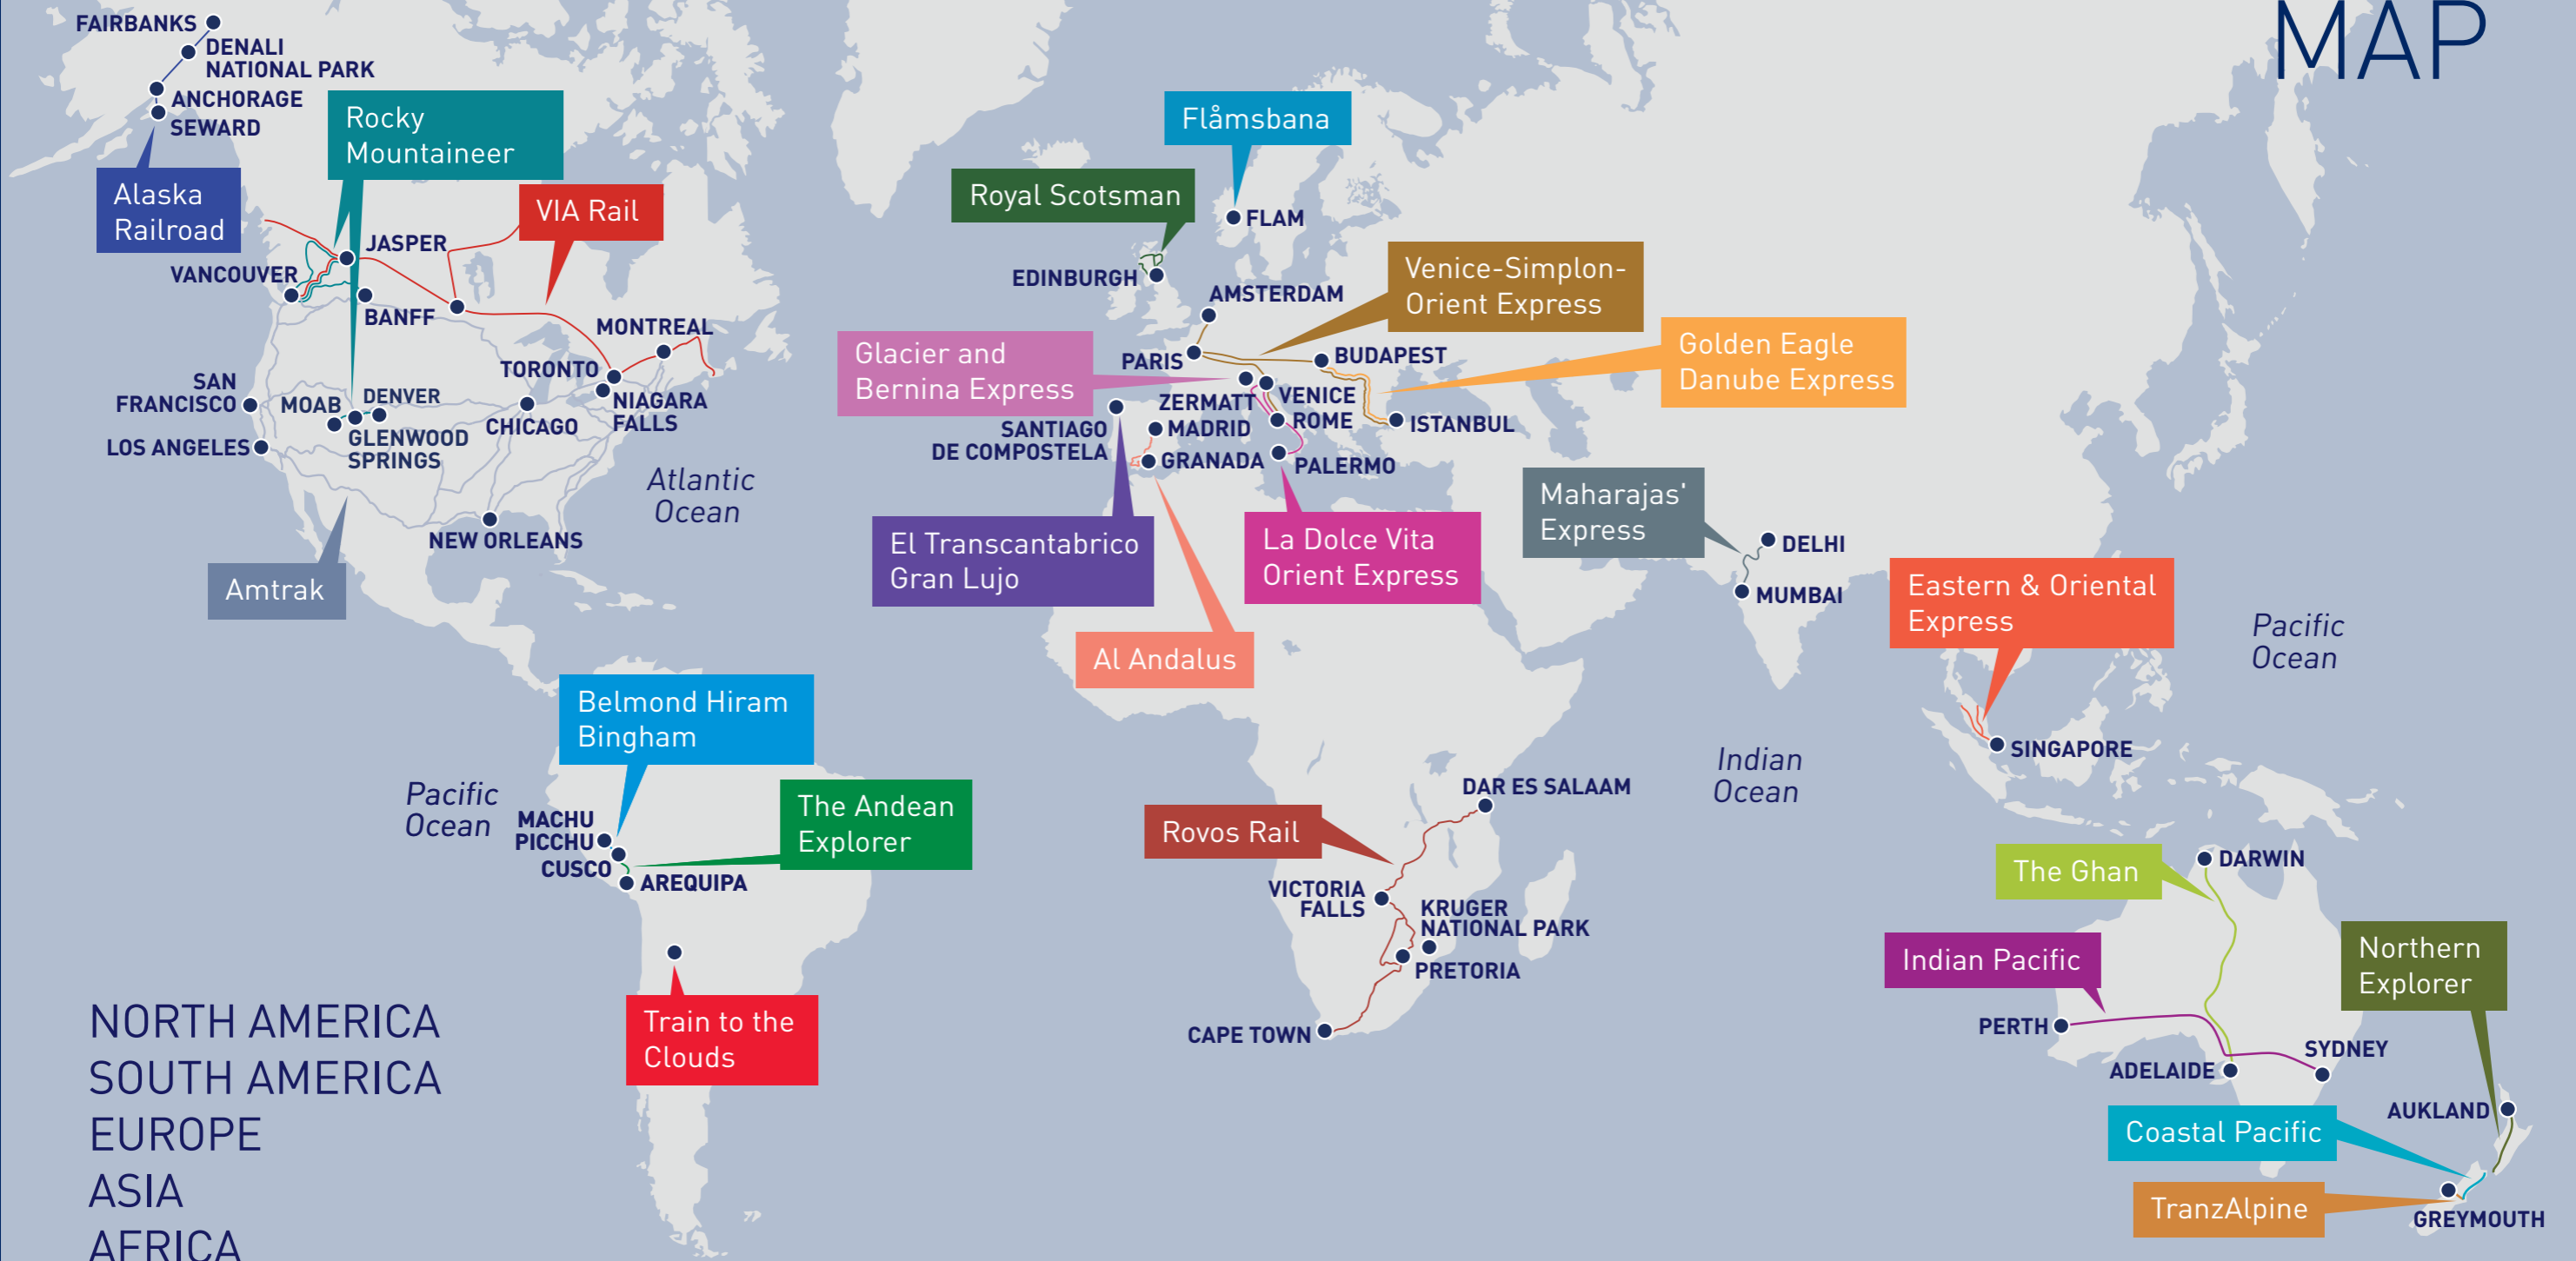 MAP
FAIRBANKS
DENALI
NATIONAL PARK
ANCHORAGE
SEWARD
Alaska
Railroad
Rocky
Mountaineer
VIA Rail
JASPER
VANCOUVER
BANFF
MONTREAL
TORONTO
NIAGARA
FALLS
CHICAGO
SAN
FRANCISCO
MOAB
DENVER
GLENWOOD
SPRINGS
LOS ANGELES
NEW ORLEANS
Amtrak
Atlantic
Ocean
Flåmsbana
Royal Scotsman
FLAM
EDINBURGH
AMSTERDAM
Venice-Simplon-
Orient Express
Glacier and
Bernina Express
PARIS
BUDAPEST
Golden Eagle
Danube Express
ZERMATT
VENICE
ROME
ISTANBUL
SANTIAGO
DE COMPOSTELA
MADRID
GRANADA
PALERMO
El Transcantabrico
Gran Lujo
La Dolce Vita
Orient Express
Al Andalus
Maharajas'
Express
DELHI
MUMBAI
Eastern & Oriental
Express
SINGAPORE
Pacific
Ocean
Indian
Ocean
Belmond Hiram
Bingham
The Andean
Explorer
Pacific
Ocean
MACHU
PICCHU
CUSCO
AREQUIPA
Train to the
Clouds
DAR ES SALAAM
Rovos Rail
VICTORIA
FALLS
KRUGER
NATIONAL PARK
PRETORIA
CAPE TOWN
The Ghan
DARWIN
Indian Pacific
Northern
Explorer
PERTH
ADELAIDE
SYDNEY
AUKLAND
Coastal Pacific
TranzAlpine
GREYMOUTH
NORTH AMERICA
SOUTH AMERICA
EUROPE
ASIA
AFRICA